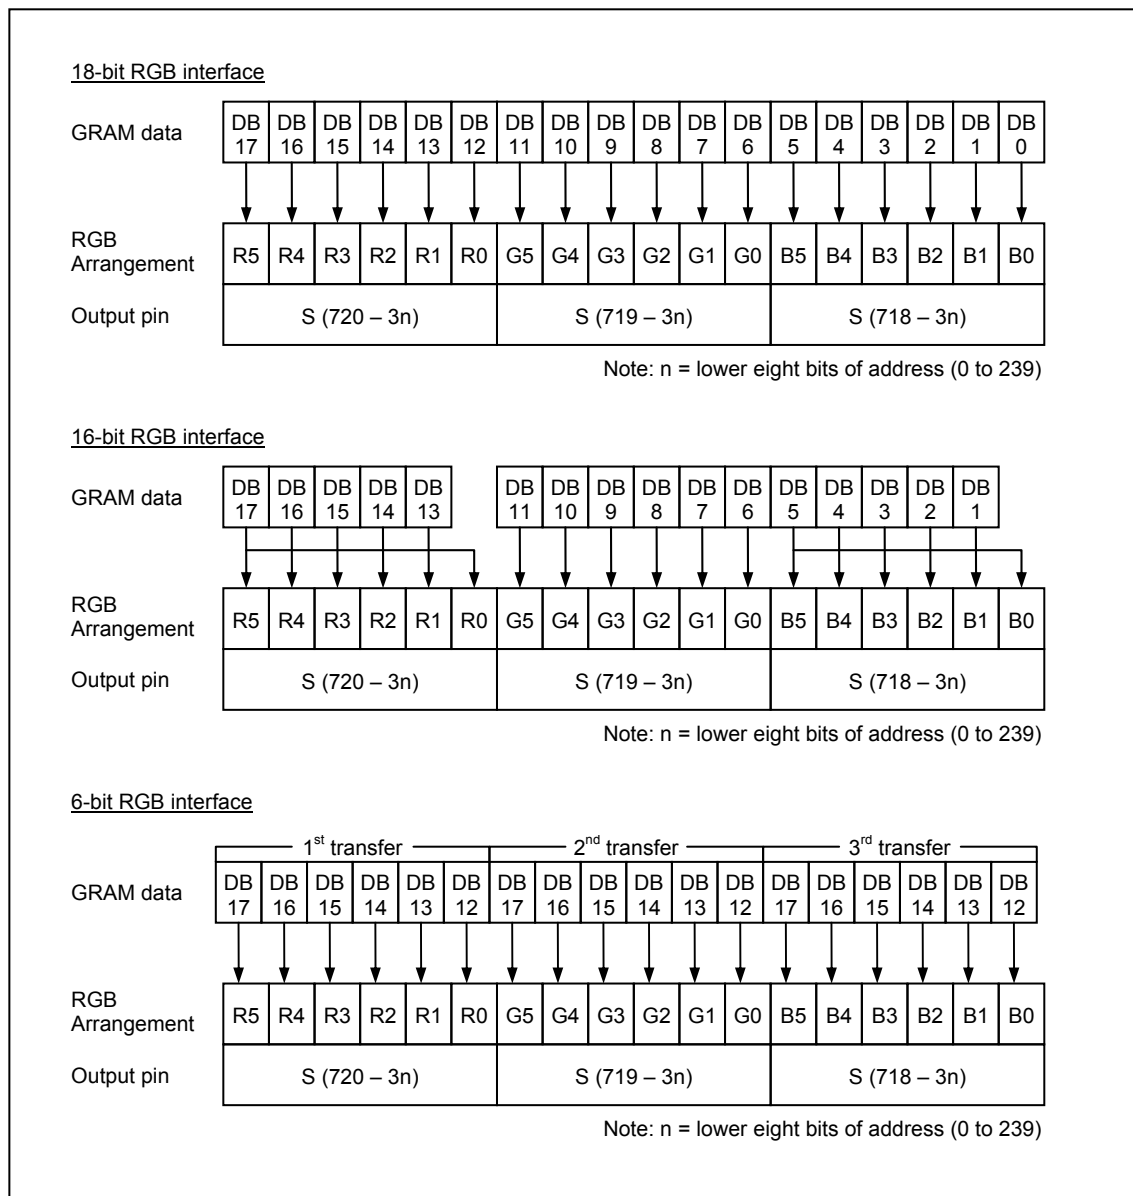 18-bit RGB interface
GRAM data
DB 17 DB 16 DB 15 DB 14 DB 13 DB 12 DB 11 DB 10 DB 9 DB 8 DB 7 DB 6 DB 5 DB 4 DB 3 DB 2 DB 1 DB 0
RGB Arrangement
R5 R4 R3 R2 R1 R0 G5 G4 G3 G2 G1 G0 B5 B4 B3 B2 B1 B0
Output pin
S (720 – 3n) S (719 – 3n) S (718 – 3n)
Note: n = lower eight bits of address (0 to 239)
16-bit RGB interface
GRAM data
DB 17 DB 16 DB 15 DB 14 DB 13 DB 11 DB 10 DB 9 DB 8 DB 7 DB 6 DB 5 DB 4 DB 3 DB 2 DB 1
RGB Arrangement
R5 R4 R3 R2 R1 R0 G5 G4 G3 G2 G1 G0 B5 B4 B3 B2 B1 B0
Output pin
S (720 – 3n) S (719 – 3n) S (718 – 3n)
Note: n = lower eight bits of address (0 to 239)
6-bit RGB interface
1st transfer 2nd transfer 3rd transfer
GRAM data
DB 17 DB 16 DB 15 DB 14 DB 13 DB 12 DB 17 DB 16 DB 15 DB 14 DB 13 DB 12 DB 17 DB 16 DB 15 DB 14 DB 13 DB 12
RGB Arrangement
R5 R4 R3 R2 R1 R0 G5 G4 G3 G2 G1 G0 B5 B4 B3 B2 B1 B0
Output pin
S (720 – 3n) S (719 – 3n) S (718 – 3n)
Note: n = lower eight bits of address (0 to 239)